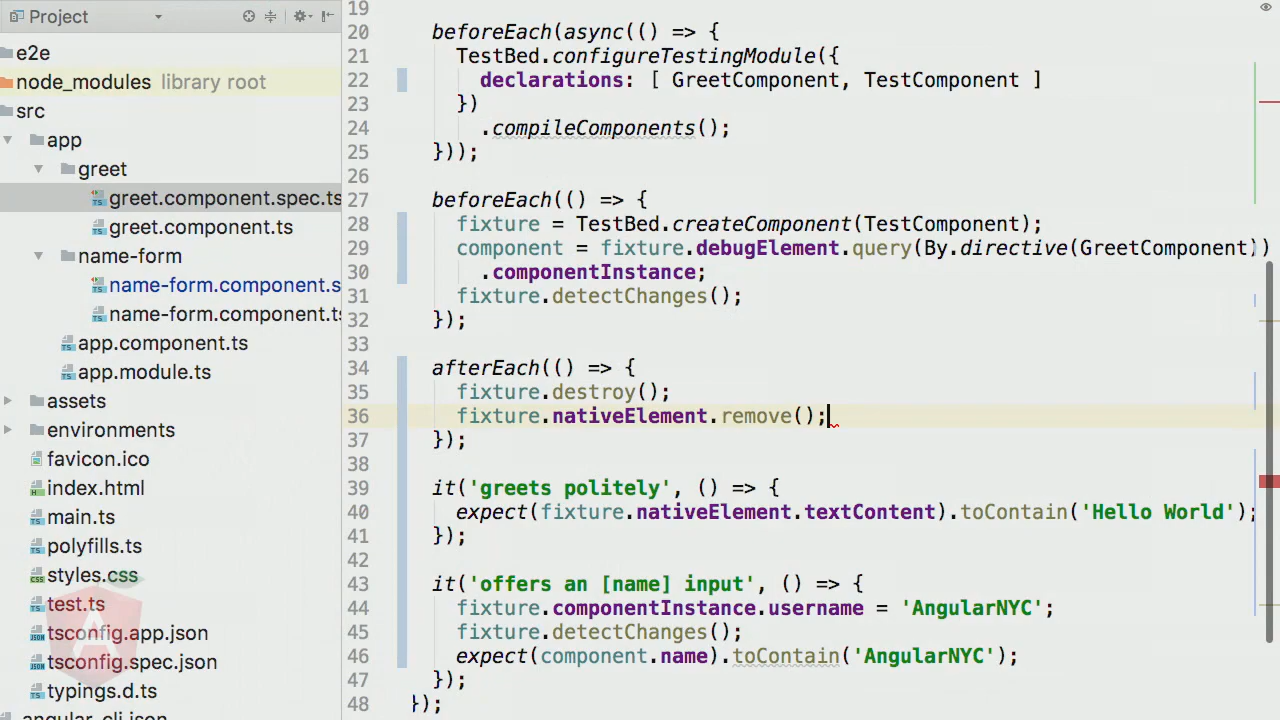 Project
e2e
node_modules library root
src
app
greet
greet.component.spec.ts
greet.component.ts
name-form
name-form.component.s
name-form.component.ts
app.component.ts
app.module.ts
assets
environments
favicon.ico
index.html
main.ts
polyfills.ts
styles.css
test.ts
tsconfig.app.json
tsconfig.spec.json
typings.d.ts
angular_cli.json
19
20 beforeEach(async(() => {
21 TestBed.configureTestingModule({
22 declarations: [ GreetComponent, TestComponent ]
23 })
24 .compileComponents();
25 }));
26
27 beforeEach(() => {
28 fixture = TestBed.createComponent(TestComponent);
29 component = fixture.debugElement.query(By.directive(GreetComponent))
30 .componentInstance;
31 fixture.detectChanges();
32 });
33
34 afterEach(() => {
35 fixture.destroy();
36 fixture.nativeElement.remove();
37 });
38
39 it('greets politely', () => {
40 expect(fixture.nativeElement.textContent).toContain('Hello World');
41 });
42
43 it('offers an [name] input', () => {
44 fixture.componentInstance.username = 'AngularNYC';
45 fixture.detectChanges();
46 expect(component.name).toContain('AngularNYC');
47 });
48 });